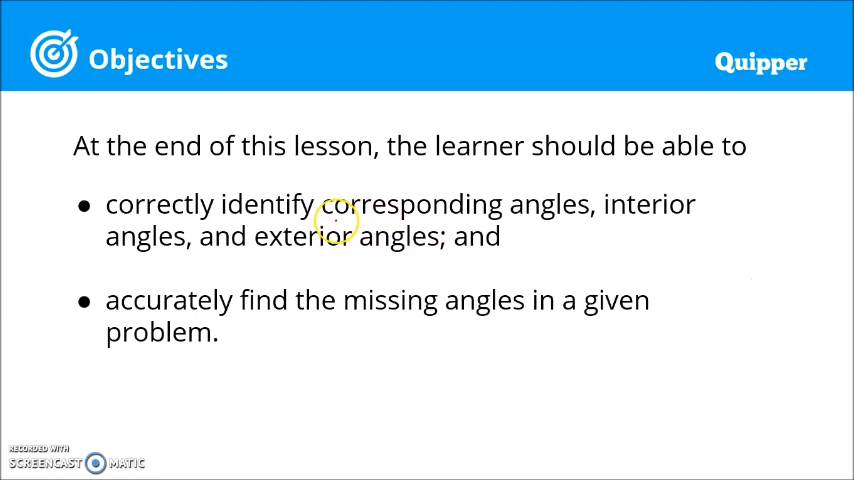 Objectives
Quipper
At the end of this lesson, the learner should be able to
● correctly identify corresponding angles, interior
angles, and exterior angles; and
● accurately find the missing angles in a given
problem.
RECORDED WITH
SCREENCAST MATIC